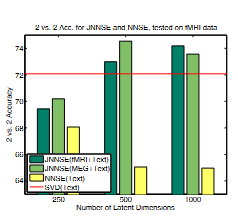 2 vs. 2 Acc. for JNNSE and NNSE, tested on fMRI data
74
72
70
68
66
64
2 vs. 2 Accuracy
JNNSE(fMRI+Text)
JNNSE(MEG+Text)
NNSE(Text)
SVD(Text)
250
500
1000
Number of Latent Dimensions